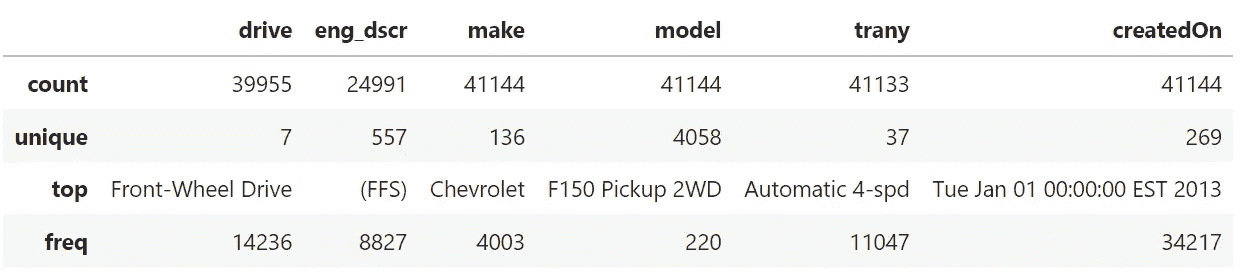 drive eng_dscr make model trany createdOn
count 39955 24991 41144 41144 41133 41144
unique 7 557 136 4058 37 269
top Front-Wheel Drive (FFS) Chevrolet F150 Pickup 2WD Automatic 4-spd Tue Jan 01 00:00:00 EST 2013
freq 14236 8827 4003 220 11047 34217